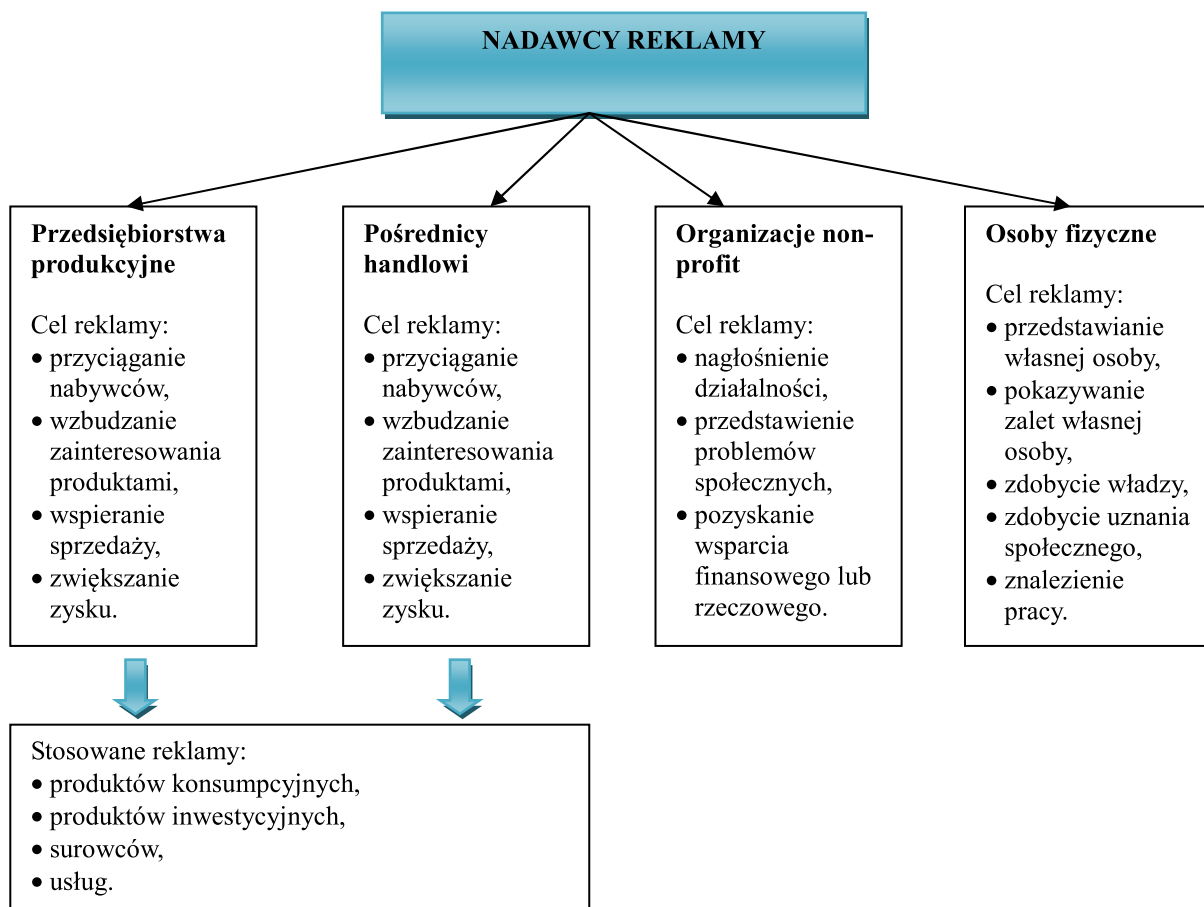 NADAWCY REKLAMY
Przedsiębiorstwa
produkcyjne
Cel reklamy:
• przyciąganie
nabywców,
• wzbudzanie
zainteresowania
produktami,
• wspieranie
sprzedaży,
• zwiększanie
zysku.
Pośrednicy
handlowi
Cel reklamy:
• przyciąganie
nabywców,
• wzbudzanie
zainteresowania
produktami,
• wspieranie
sprzedaży,
• zwiększanie
zysku.
Organizacje non-
profit
Cel reklamy:
• nagłośnienie
działalności,
• przedstawienie
problemów
społecznych,
• pozyskanie
wsparcia
finansowego lub
rzeczowego.
Osoby fizyczne
Cel reklamy:
• przedstawianie
własnej osoby,
• pokazywanie
zalet własnej
osoby,
• zdobycie władzy,
• zdobycie uznania
społecznego,
• znalezienie
pracy.
Stosowane reklamy:
• produktów konsumpcyjnych,
• produktów inwestycyjnych,
• surowców,
• usług.